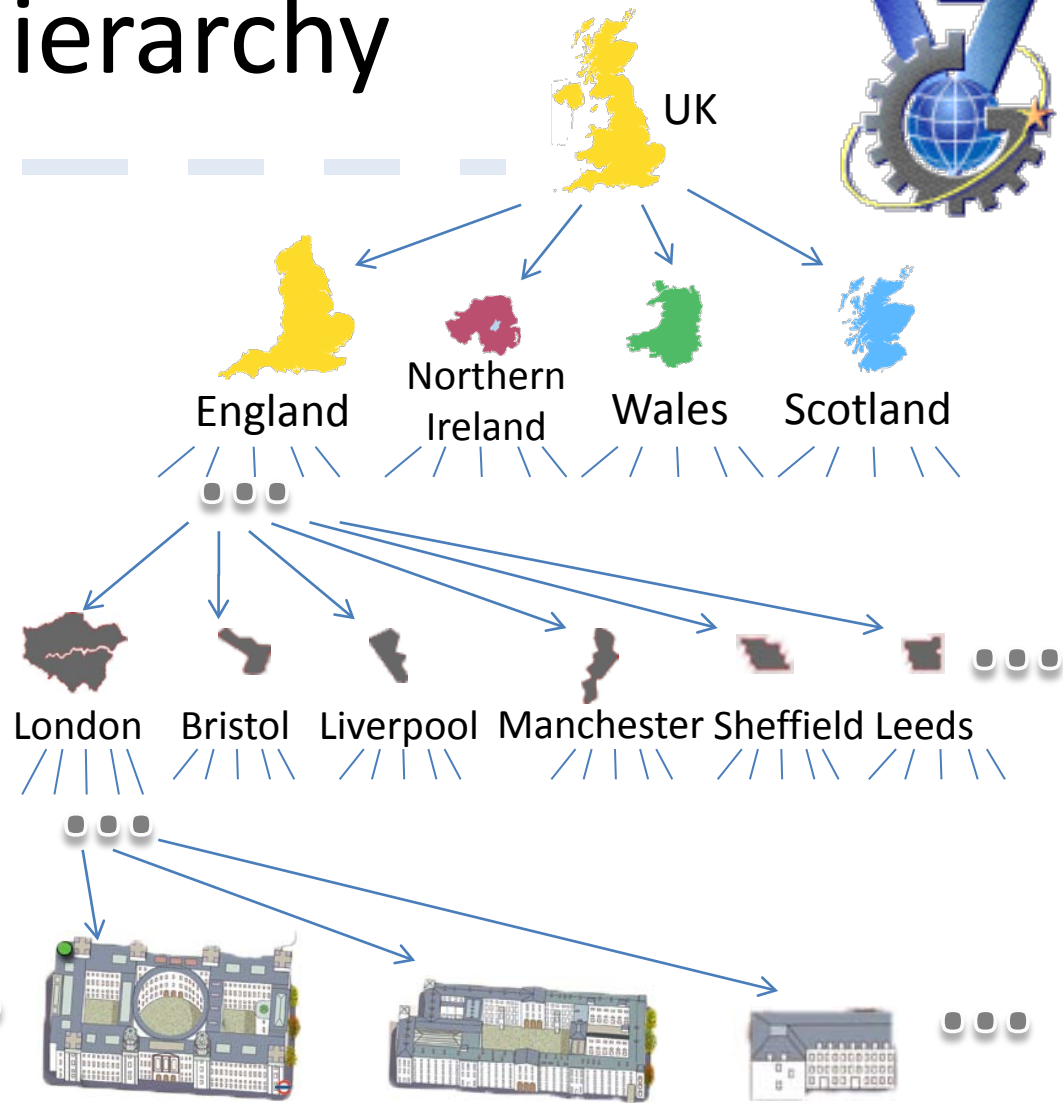 ierarchy
UK
England
Northern
Ireland
Wales
Scotland
London
Bristol
Liverpool
Manchester
Sheffield
Leeds